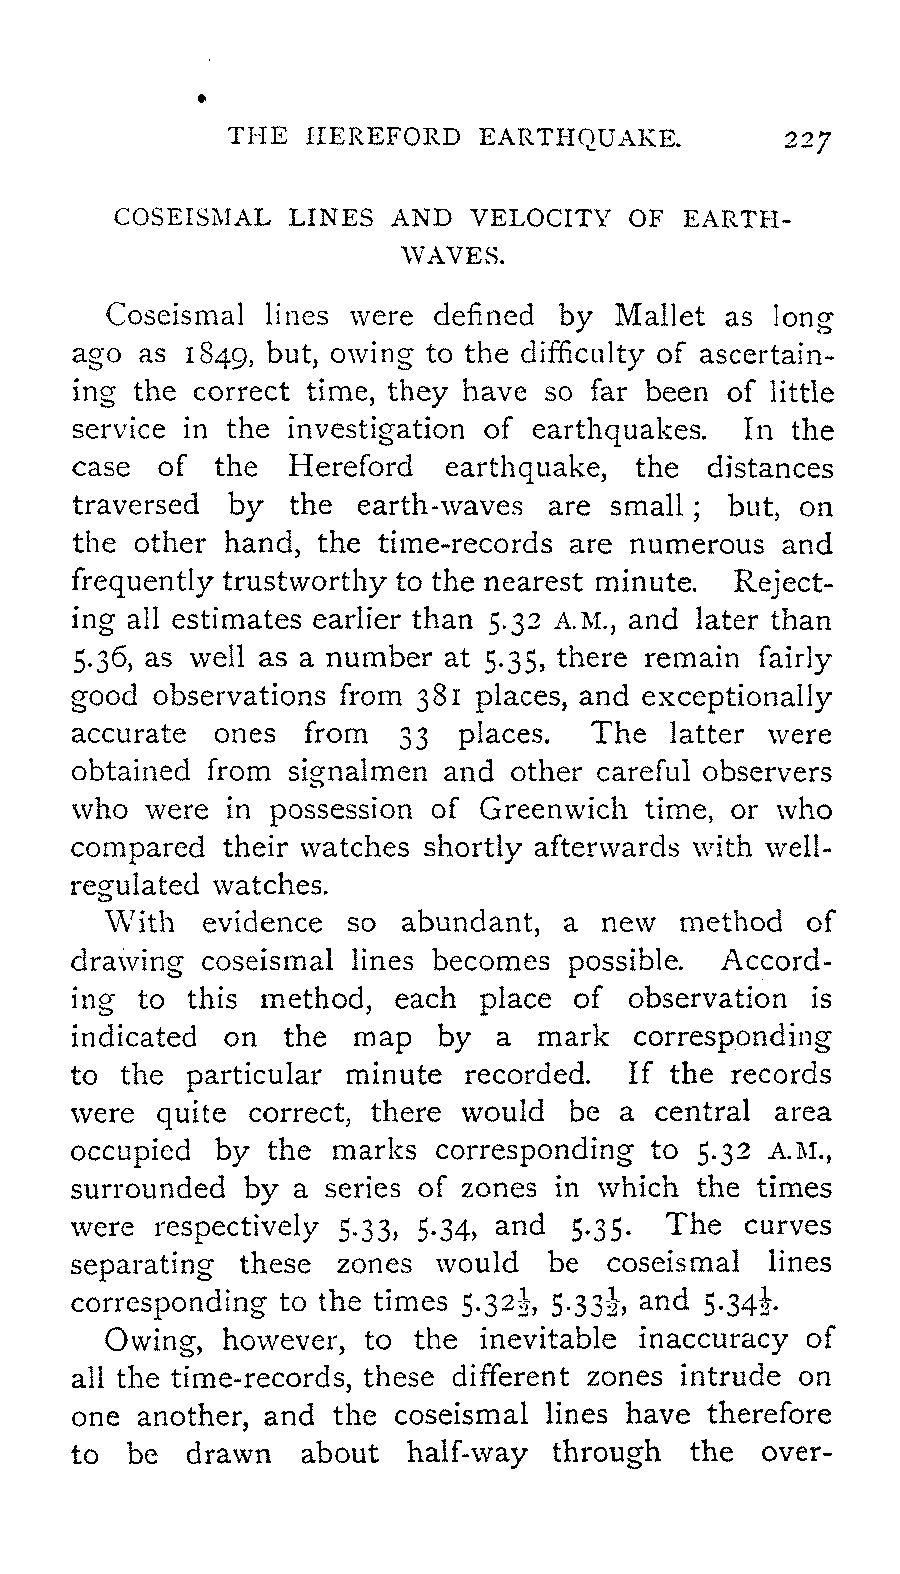 THE HEREFORD EARTHQUAKE. 227
COSEISMAL LINES AND VELOCITY OF EARTH-
WAVES.
Coseismal lines were defined by Mallet as long
ago as 1849, but, owing to the difficulty of ascertain-
ing the correct time, they have so far been of little
service in the investigation of earthquakes. In the
case of the Hereford earthquake, the distances
traversed by the earth-waves are small; but, on
the other hand, the time-records are numerous and
frequently trustworthy to the nearest minute. Reject-
ing all estimates earlier than 5.32 A.M., and later than
5.36, as well as a number at 5.35, there remain fairly
good observations from 381 places, and exceptionally
accurate ones from 33 places. The latter were
obtained from signalmen and other careful observers
who were in possession of Greenwich time, or who
compared their watches shortly afterwards with well-
regulated watches.
With evidence so abundant, a new method of
drawing coseismal lines becomes possible. Accord-
ing to this method, each place of observation is
indicated on the map by a mark corresponding
to the particular minute recorded. If the records
were quite correct, there would be a central area
occupied by the marks corresponding to 5.32 A.M.,
surrounded by a series of zones in which the times
were respectively 5.33, 5.34, and 5.35. The curves
separating these zones would be coseismal lines
corresponding to the times 5.32½, 5.33½, and 5.34½.
Owing, however, to the inevitable inaccuracy of
all the time-records, these different zones intrude on
one another, and the coseismal lines have therefore
to be drawn about half-way through the over-